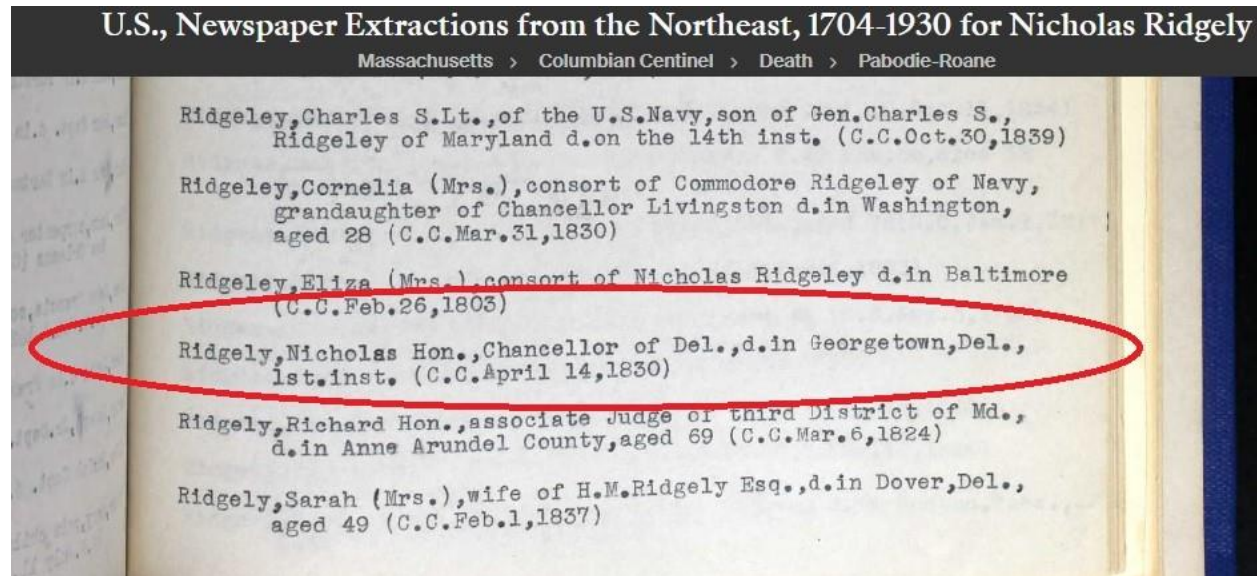 U.S., Newspaper Extractions from the Northeast, 1704-1930 for Nicholas Ridgely
Massachusetts > Columbian Centinel > Death > Pabodie-Roane
Ridgeley,Charles S.Lt.,of the U.S.Navy,son of Gen.Charles S.,
Ridgeley of Maryland d.on the 14th inst. (C.C.Oct.30,1839)
Ridgeley,Cornelia (Mrs.),consort of Commodore Ridgeley of Navy,
grandaughter of Chancellor Livingston d.in Washington,
aged 28 (C.C.Mar.31,1830)
Ridgeley,Eliza (Mrs.),consort of Nicholas Ridgeley d.in Baltimore
(C.C.Feb.26,1803)
Ridgely,Nicholas Hon.,Chancellor of Del.,d.in Georgetown,Del.,
1st.inst. (C.C.April 14,1830)
Ridgely,Richard Hon.,associate Judge of third District of Md.,
d.in Anne Arundel County,aged 69 (C.C.Mar.6,1824)
Ridgely,Sarah (Mrs.),wife of H.M.Ridgely Esq.,d.in Dover,Del.,
aged 49 (C.C.Feb.1,1837)